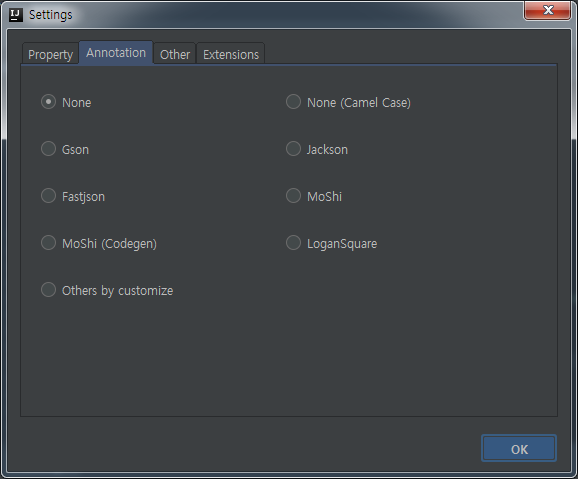 IJ Settings
Property Annotation Other Extensions
None None (Camel Case)
Gson Jackson
Fastjson MoShi
MoShi (Codegen) LoganSquare
Others by customize
OK